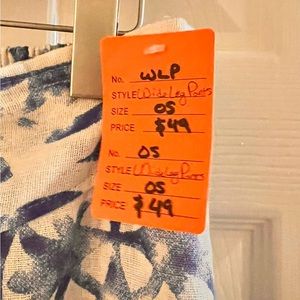 No. WLP
STYLE Wide Leg Pants
SIZE OS
PRICE $49
No. OS
STYLE Wide Leg Pants
SIZE OS
PRICE $49